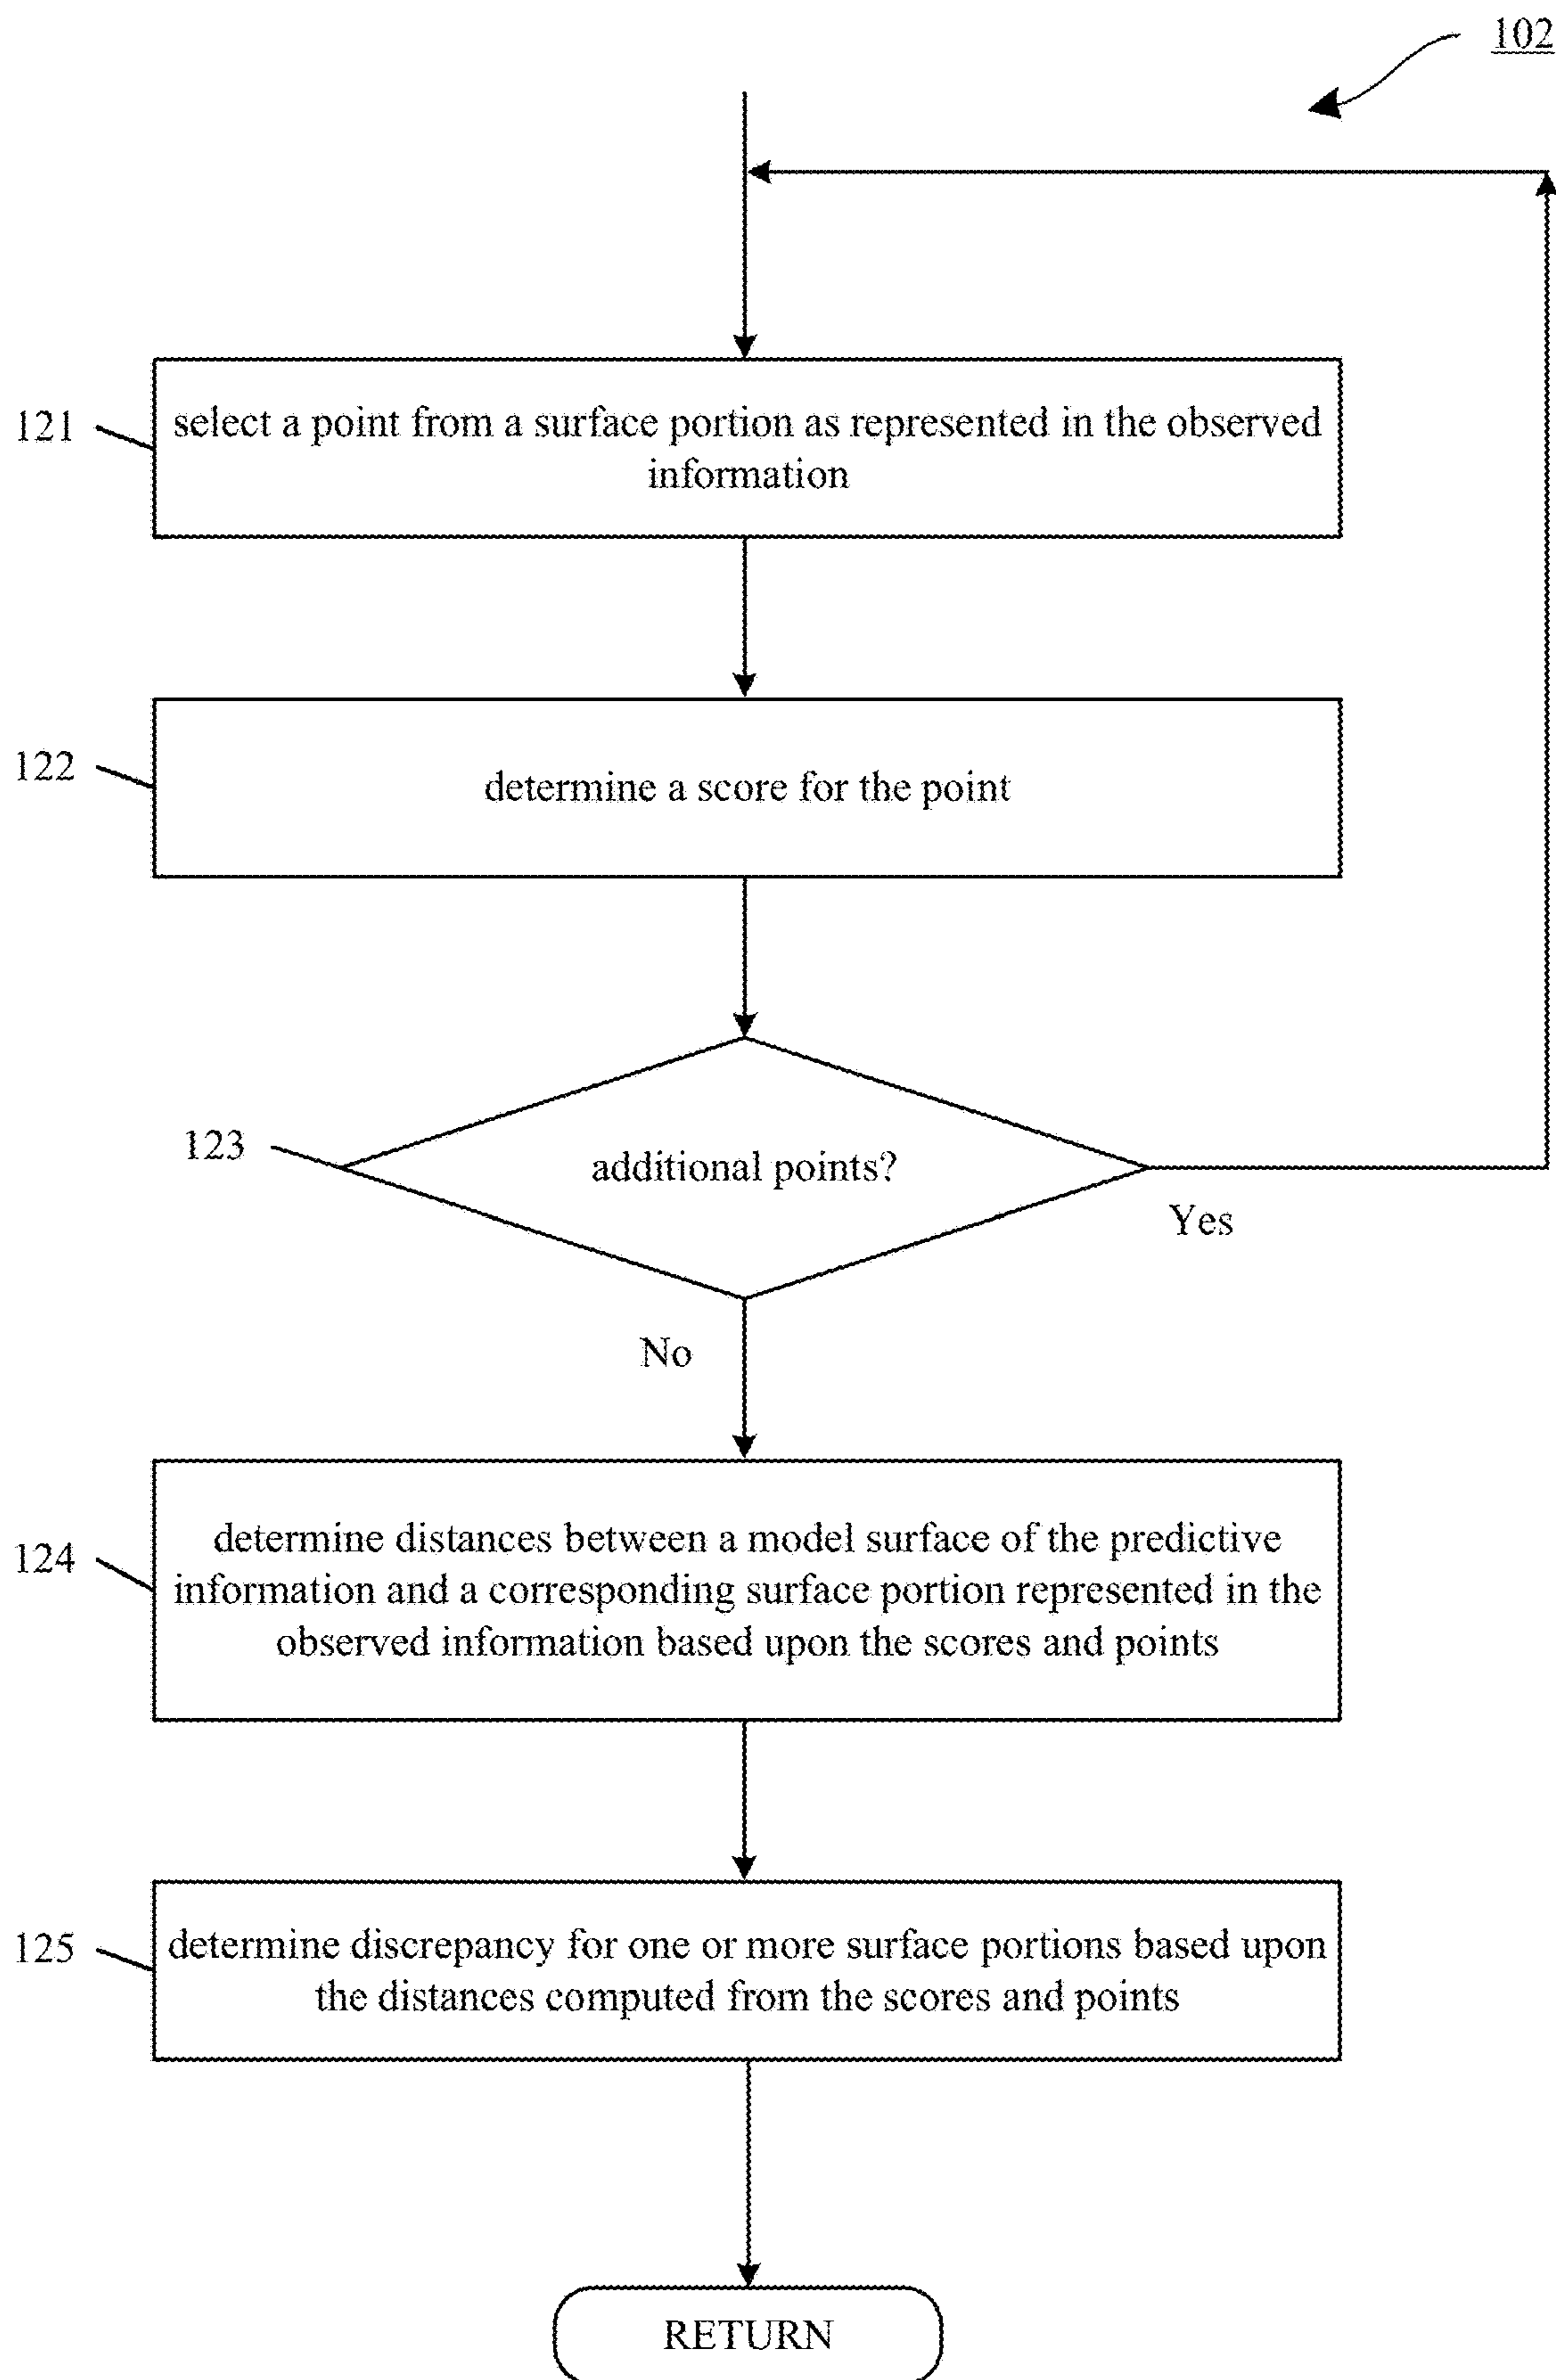 102
121
select a point from a surface portion as represented in the observed
information
122
determine a score for the point
123
additional points?
Yes
No
124
determine distances between a model surface of the predictive
information and a corresponding surface portion represented in the
observed information based upon the scores and points
125
determine discrepancy for one or more surface portions based upon
the distances computed from the scores and points
RETURN